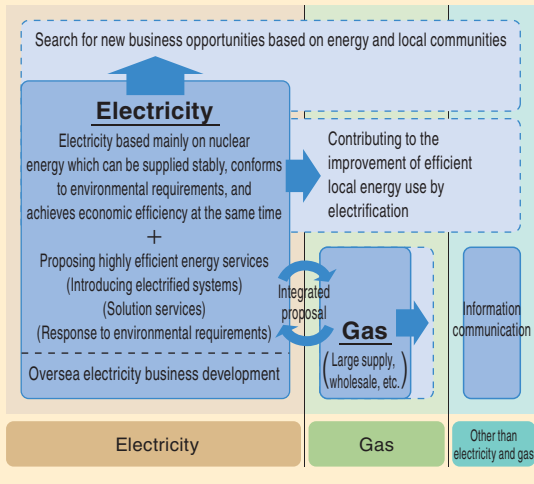 Search for new business opportunities based on energy and local communities
Electricity
Electricity based mainly on nuclear
energy which can be supplied stably, conforms
to environmental requirements, and
achieves economic efficiency at the same time
+
Proposing highly efficient energy services
(Introducing electrified systems)
(Solution services)
(Response to environmental requirements)
Oversea electricity business development
Contributing to the
improvement of efficient
local energy use by
electrification
Integrated
proposal
Gas
(Large supply,
wholesale, etc.)
Information
communication
Electricity
Gas
Other than
electricity and gas